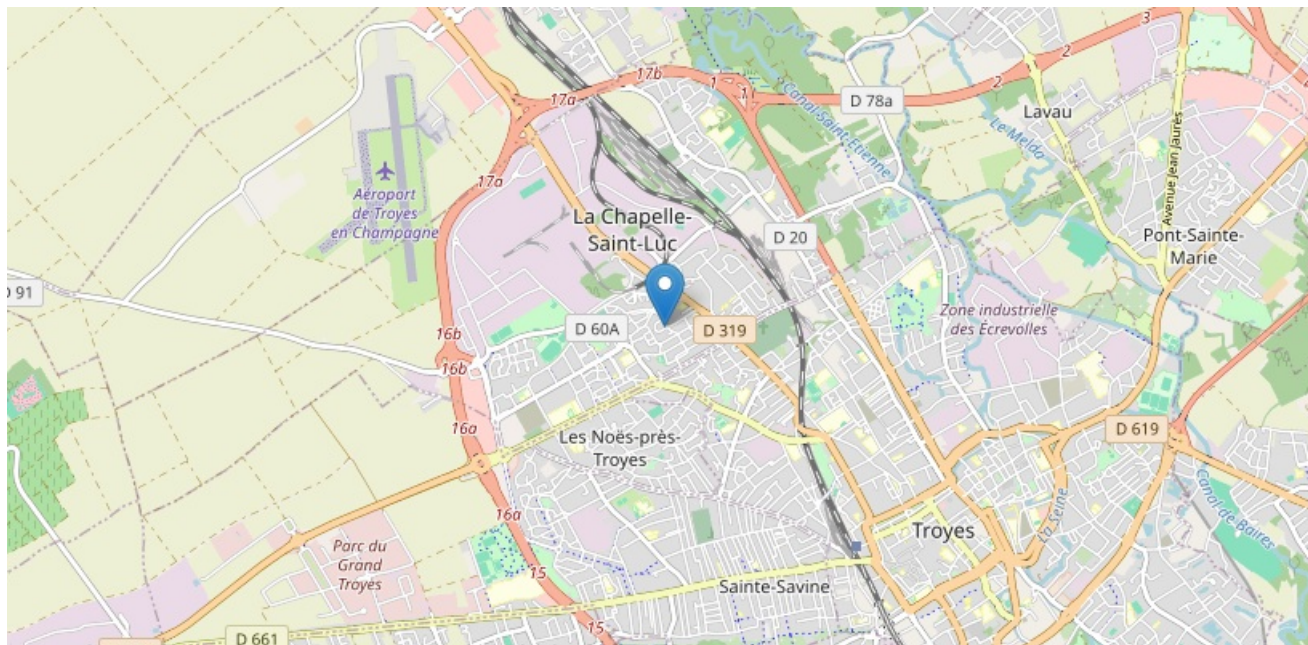 3
2
2
17b
1
1
17a
D 78a
Canal Saint-Étienne
Lavau
Le Melda
Avenue Jean Jaurès
17a
Aéroport
de Troyes
en Champagne
La Chapelle-
Saint-Luc
D 20
Pont-Sainte-
Marie
D 91
Zone industrielle
des Écrevolles
16b
D 60A
D 319
16b
16a
Les Noës-près-
Troyes
D 619
Canal de Baires
La Seine
16a
Troyes
Parc du
Grand
Troyes
15
Sainte-Savine
15
D 661